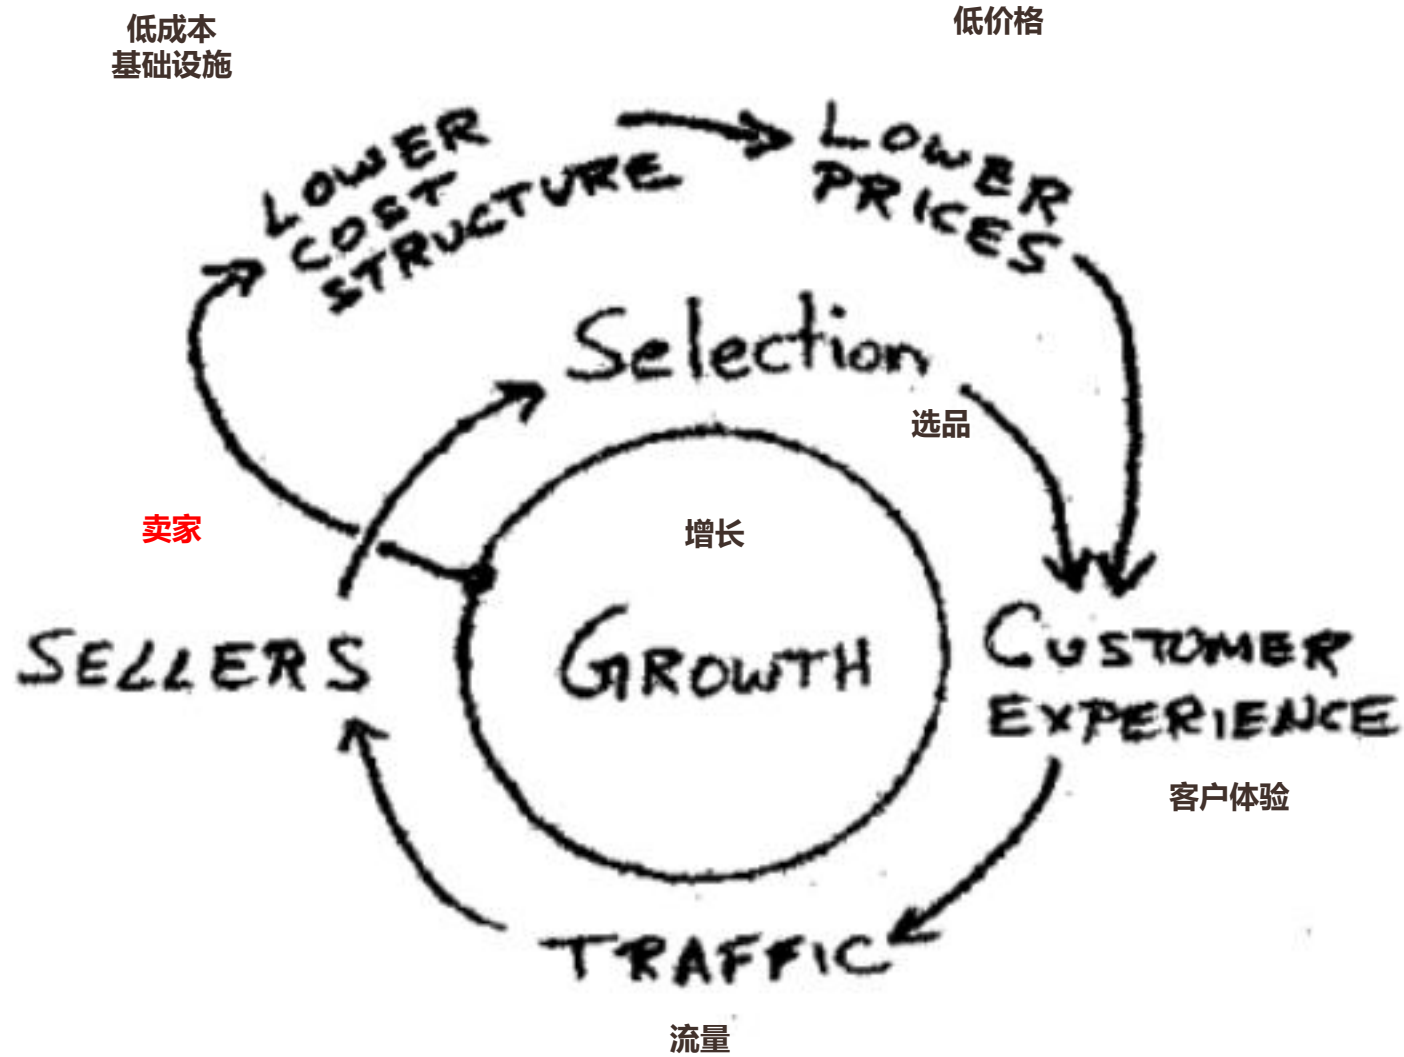 低成本
基础设施
低价格
LOWER
COST
STRUCTURE
LOWER
PRICES
Selection
选品
卖家
增长
SELLERS
GROWTH
CUSTOMER
EXPERIENCE
客户体验
TRAFFIC
流量